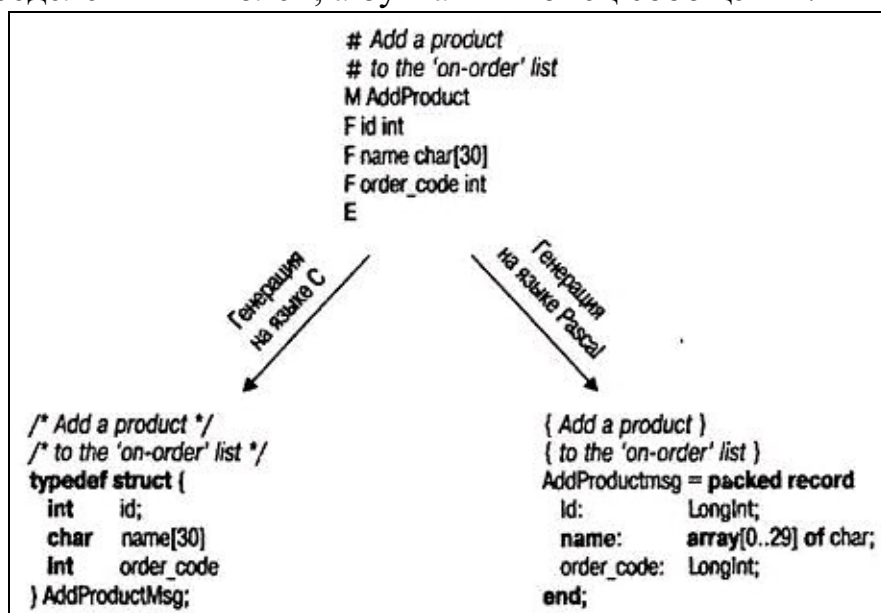 # Add a product
# to the 'on-order' list
M AddProduct
F id int
F name char[30]
F order_code int
E
Генерация
на языке C
Генерация
на языке Pascal
/* Add a product */
/* to the 'on-order' list */
typedef struct {
int id;
char name[30]
int order_code
} AddProductMsg;
{ Add a product }
{ to the 'on-order' list }
AddProductmsg = packed record
Id: LongInt;
name: array[0..29] of char;
order_code: LongInt;
end;